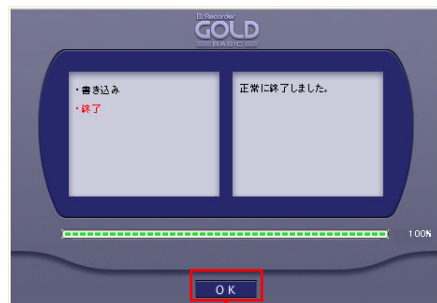 B's Recorder
GOLD
BASIC
・書き込み
・終了
正常に終了しました。
100%
OK